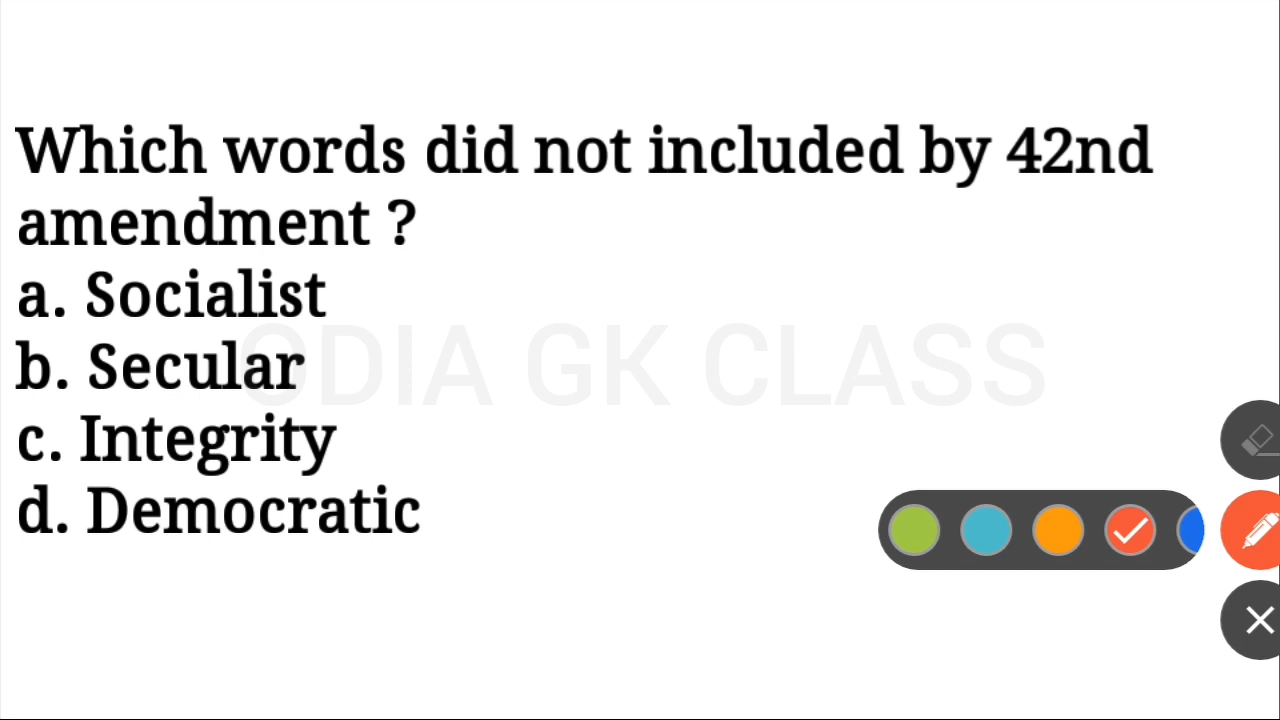 Which words did not included by 42nd
amendment ?
a. Socialist
b. Secular
c. Integrity
d. Democratic
ODIA GK CLASS